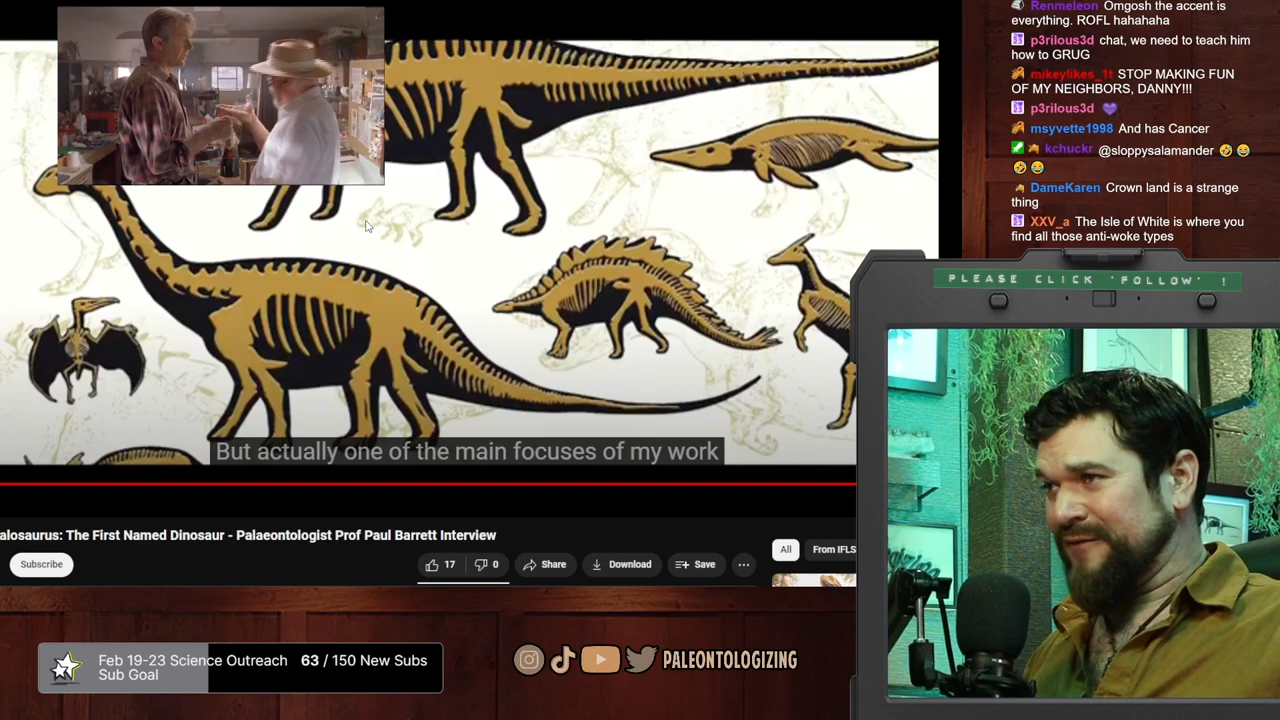 Renmeleon Omgosh the accent is
everything. ROFL hahahaha
p3rilous3d chat, we need to teach him
how to GRUG
mikeylikes_1t STOP MAKING FUN
OF MY NEIGHBORS, DANNY!!!
p3rilous3d
msyvette1998 And has Cancer
kchuckr @sloppysalamander
DameKaren Crown land is a strange
thing
XXV_a The Isle of White is where you
find all those anti-woke types
PLEASE CLICK 'FOLLOW' !
But actually one of the main focuses of my work
alosaurus: The First Named Dinosaur - Palaeontologist Prof Paul Barrett Interview
Subscribe
17
0
Share
Download
Save
All
From IFLS
Feb 19-23 Science Outreach 63 / 150 New Subs
Sub Goal
PALEONTOLOGIZING